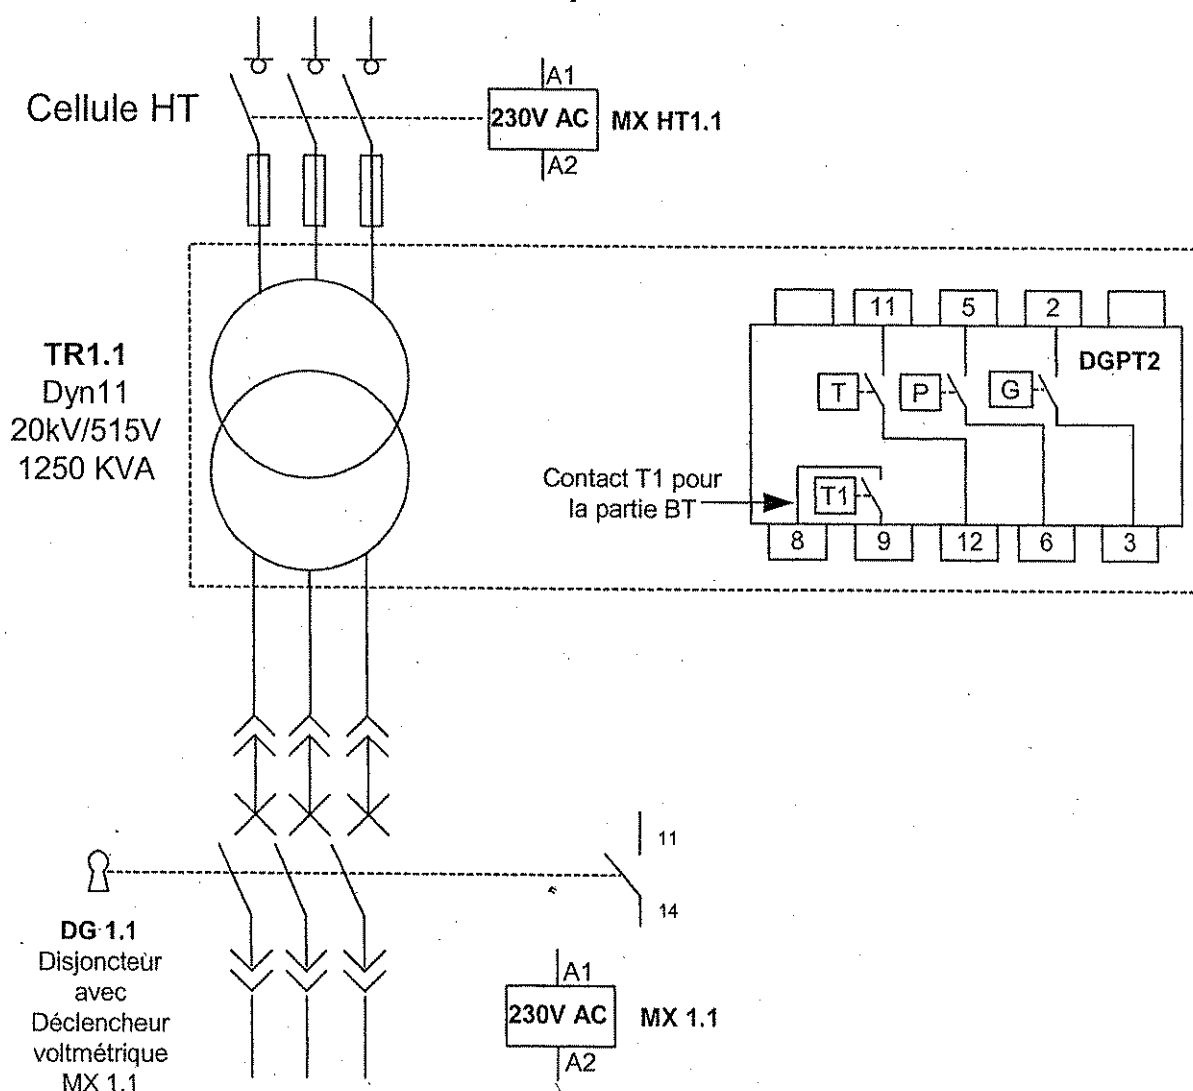 A1
Cellule HT
230V AC
MX HT1.1
A2
11
5
2
TR1.1
DGPT2
Dyn11
T
P
G
20kV/515V
1250 KVA
Contact T1 pour
la partie BT
T1
8
9
12
6
3
11
14
DG 1.1
Disjoncteur
avec
Déclencheur
voltmétrique
MX 1.1
A1
230V AC
MX 1.1
A2